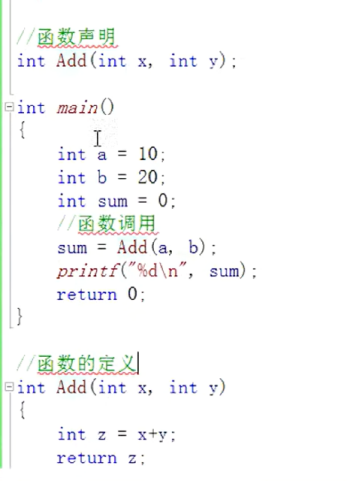 //函数声明
int Add(int x, int y);
int main()
{
    int a = 10;
    int b = 20;
    int sum = 0;
    //函数调用
    sum = Add(a, b);
    printf("%d\n", sum);
    return 0;
}
//函数的定义
int Add(int x, int y)
{
    int z = x+y;
    return z;